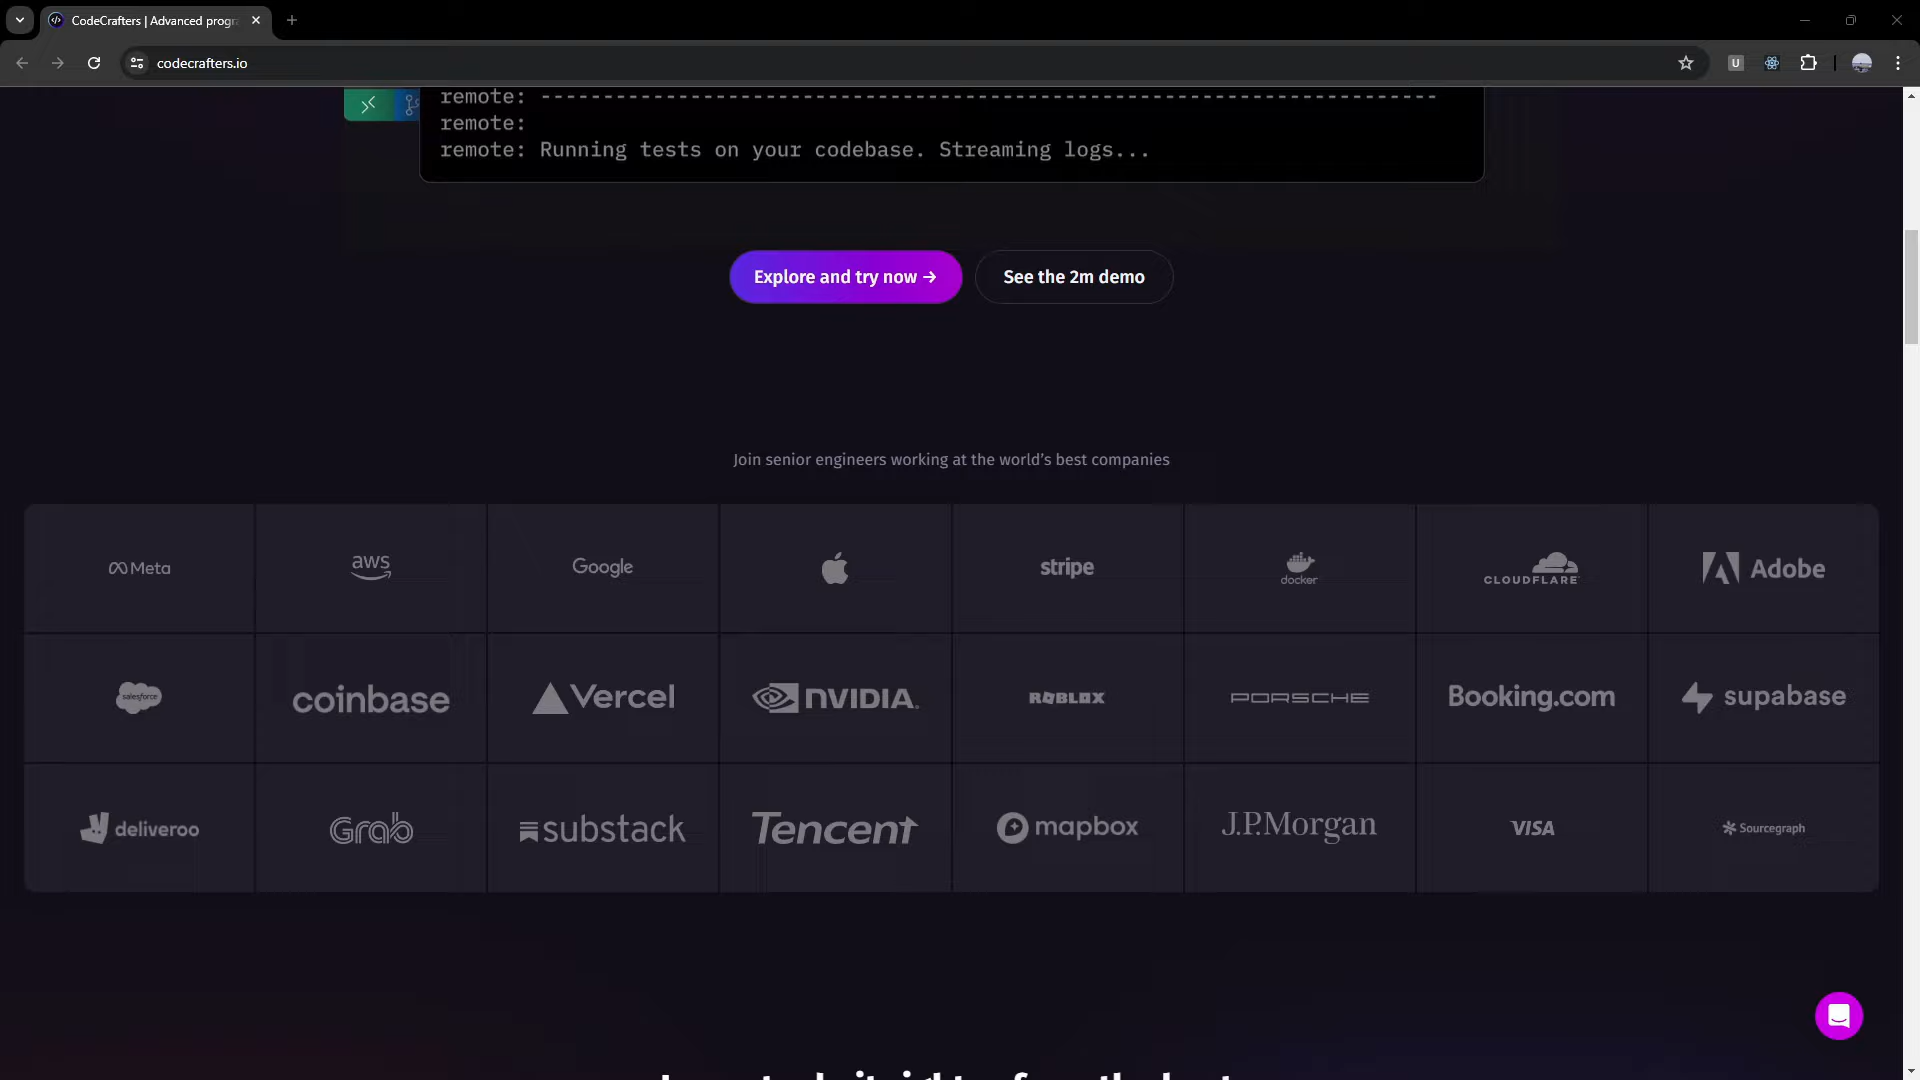 CodeCrafters | Advanced progra
codecrafters.io
U
remote: ------------------------------------------------------------------------
remote:
remote: Running tests on your codebase. Streaming logs...
Explore and try now →
See the 2m demo
Join senior engineers working at the world’s best companies
Meta
aws
Google
stripe
docker
CLOUDFLARE
Adobe
salesforce
coinbase
Vercel
NVIDIA.
ROBLOX
PORSCHE
Booking.com
supabase
deliveroo
Grab
substack
Tencent
mapbox
J.P.Morgan
VISA
Sourcegraph